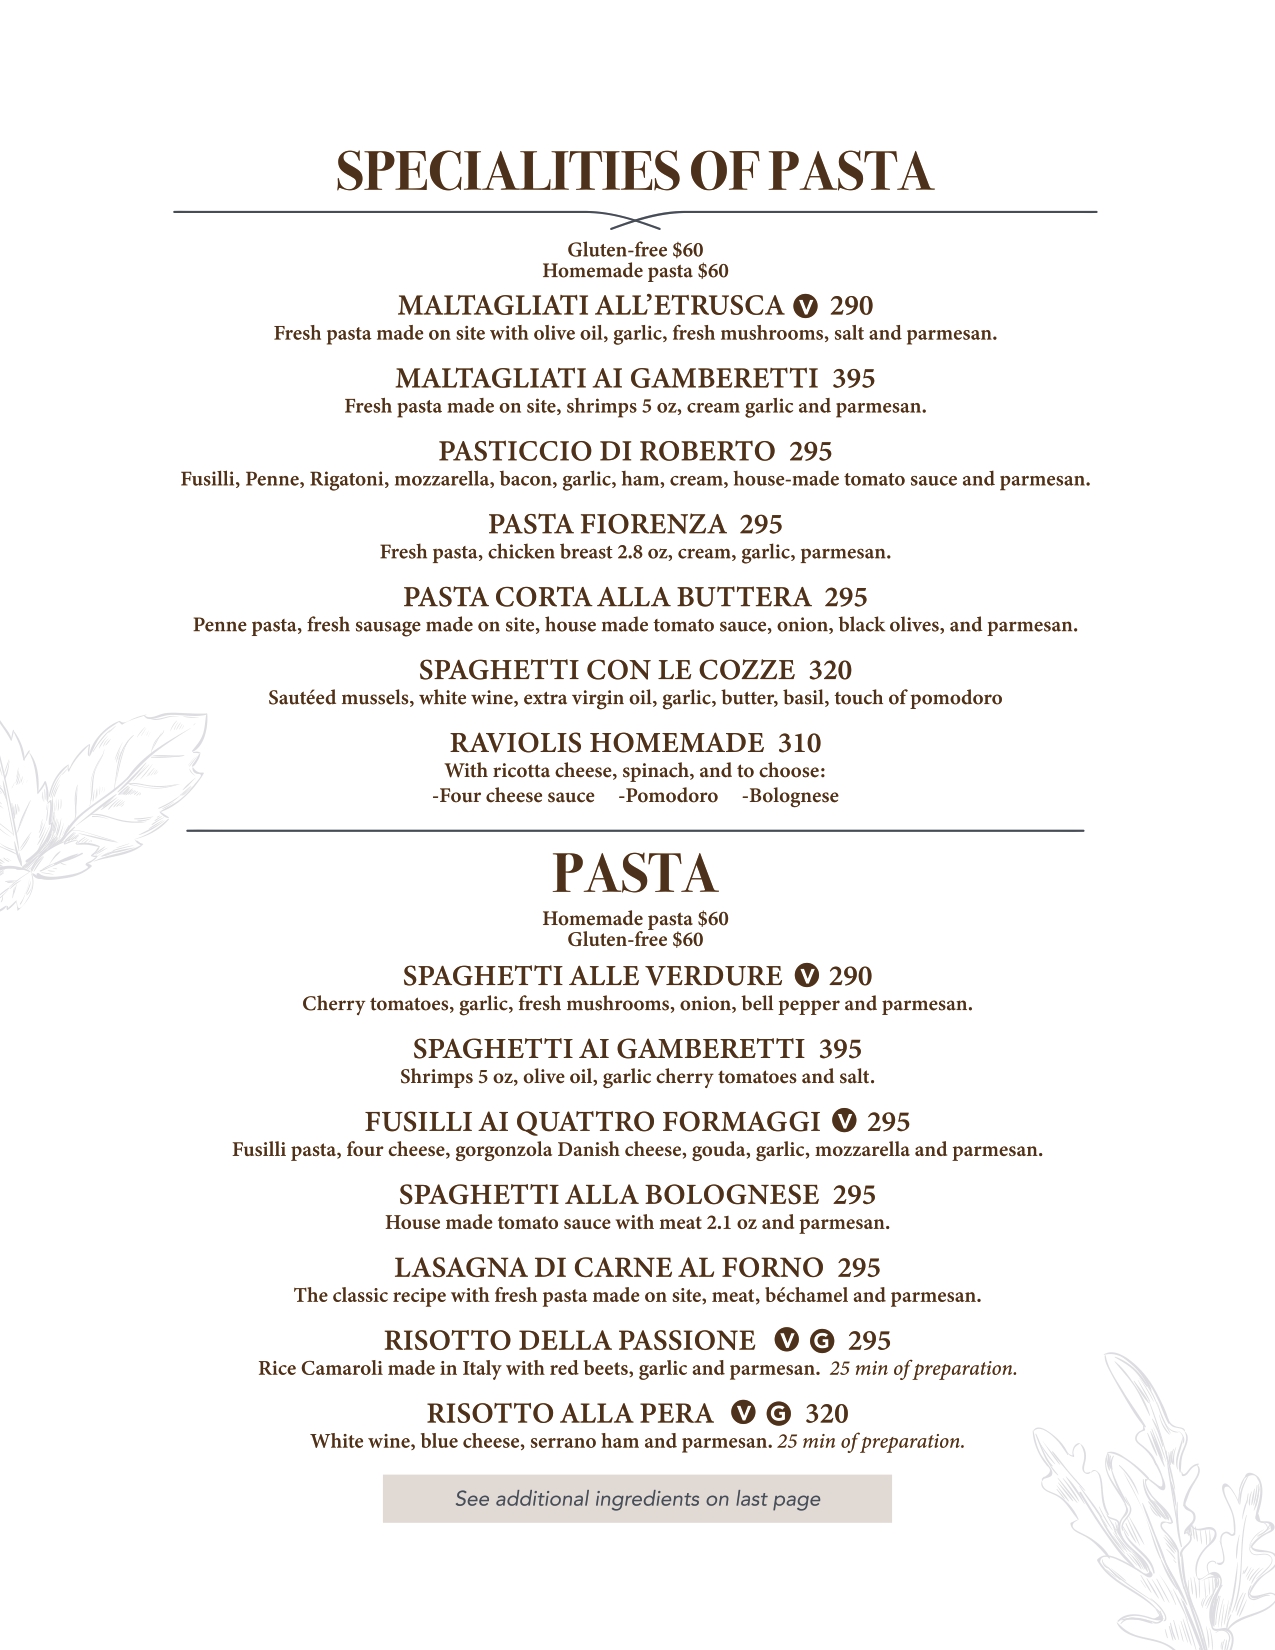 SPECIALITIES OF PASTA
Gluten-free $60
Homemade pasta $60
MALTAGLIATI ALL’ETRUSCA V 290
Fresh pasta made on site with olive oil, garlic, fresh mushrooms, salt and parmesan.
MALTAGLIATI AI GAMBERETTI 395
Fresh pasta made on site, shrimps 5 oz, cream garlic and parmesan.
PASTICCIO DI ROBERTO 295
Fusilli, Penne, Rigatoni, mozzarella, bacon, garlic, ham, cream, house-made tomato sauce and parmesan.
PASTA FIORENZA 295
Fresh pasta, chicken breast 2.8 oz, cream, garlic, parmesan.
PASTA CORTA ALLA BUTTERA 295
Penne pasta, fresh sausage made on site, house made tomato sauce, onion, black olives, and parmesan.
SPAGHETTI CON LE COZZE 320
Sautéed mussels, white wine, extra virgin oil, garlic, butter, basil, touch of pomodoro
RAVIOLIS HOMEMADE 310
With ricotta cheese, spinach, and to choose:
-Four cheese sauce -Pomodoro -Bolognese
PASTA
Homemade pasta $60
Gluten-free $60
SPAGHETTI ALLE VERDURE V 290
Cherry tomatoes, garlic, fresh mushrooms, onion, bell pepper and parmesan.
SPAGHETTI AI GAMBERETTI 395
Shrimps 5 oz, olive oil, garlic cherry tomatoes and salt.
FUSILLI AI QUATTRO FORMAGGI V 295
Fusilli pasta, four cheese, gorgonzola Danish cheese, gouda, garlic, mozzarella and parmesan.
SPAGHETTI ALLA BOLOGNESE 295
House made tomato sauce with meat 2.1 oz and parmesan.
LASAGNA DI CARNE AL FORNO 295
The classic recipe with fresh pasta made on site, meat, béchamel and parmesan.
RISOTTO DELLA PASSIONE V G 295
Rice Camaroli made in Italy with red beets, garlic and parmesan. 25 min of preparation.
RISOTTO ALLA PERA V G 320
White wine, blue cheese, serrano ham and parmesan. 25 min of preparation.
See additional ingredients on last page